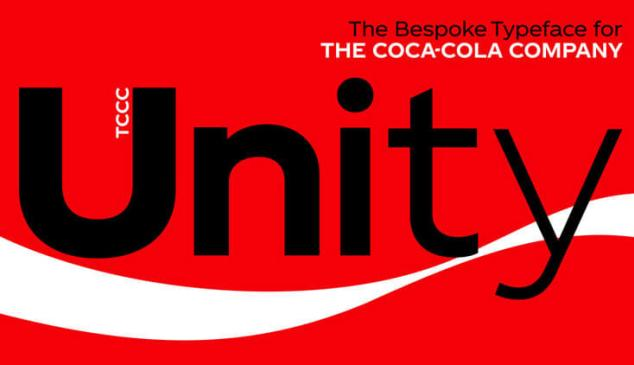 The Bespoke Typeface for
THE COCA-COLA COMPANY
TCCC
Unity